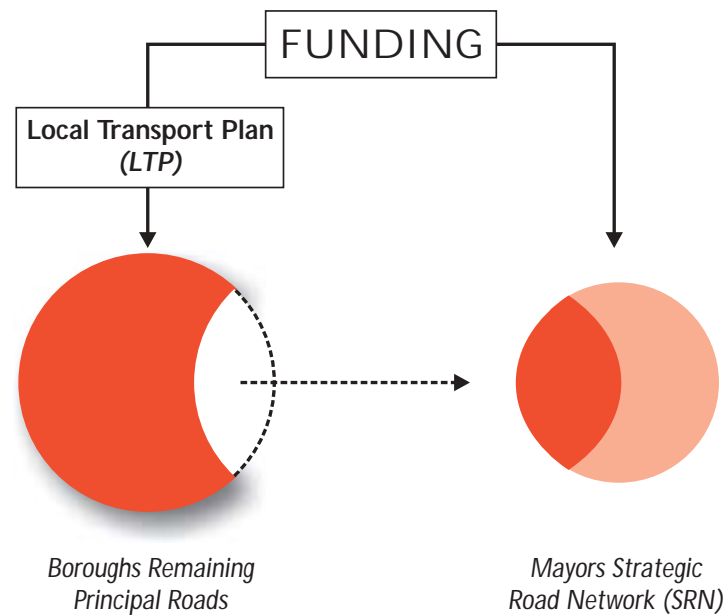 FUNDING
Local Transport Plan
(LTP)
Boroughs Remaining
Principal Roads
Mayors Strategic
Road Network (SRN)